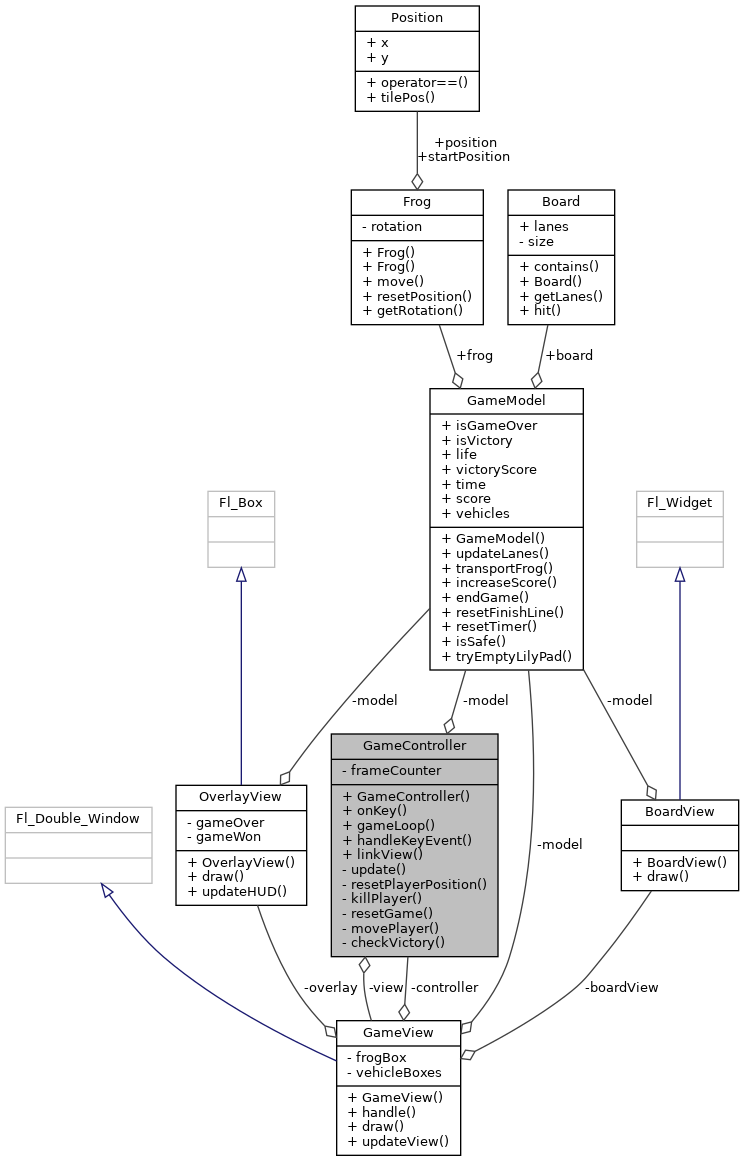 Position
+ x
+ y
+ operator==()
+ tilePos()
+position
+startPosition
Frog
- rotation
+ Frog()
+ Frog()
+ move()
+ resetPosition()
+ getRotation()
Board
+ lanes
- size
+ contains()
+ Board()
+ getLanes()
+ hit()
+frog
+board
GameModel
+ isGameOver
+ isVictory
+ life
+ victoryScore
+ time
+ score
+ vehicles
+ GameModel()
+ updateLanes()
+ transportFrog()
+ increaseScore()
+ endGame()
+ resetFinishLine()
+ resetTimer()
+ isSafe()
+ tryEmptyLilyPad()
Fl_Box
Fl_Widget
-model
-model
-model
-model
GameController
- frameCounter
+ GameController()
+ onKey()
+ gameLoop()
+ handleKeyEvent()
+ linkView()
- update()
- resetPlayerPosition()
- killPlayer()
- resetGame()
- movePlayer()
- checkVictory()
OverlayView
- gameOver
- gameWon
+ OverlayView()
+ draw()
+ updateHUD()
Fl_Double_Window
BoardView
+ BoardView()
+ draw()
-overlay
-view
-controller
-boardView
GameView
- frogBox
- vehicleBoxes
+ GameView()
+ handle()
+ draw()
+ updateView()